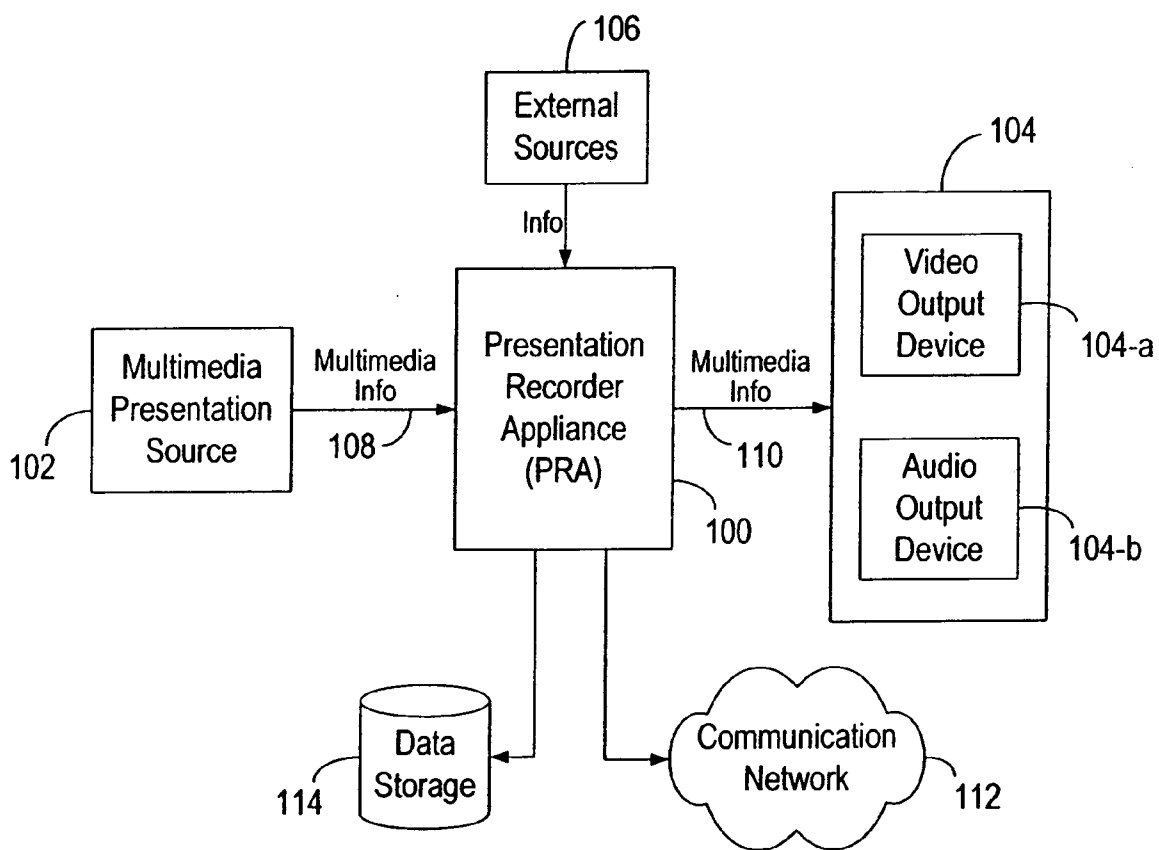 106
External
Sources
Info
104
Video
Output
Device
104-a
Multimedia
Presentation
Source
102
Multimedia
Info
108
Presentation
Recorder
Appliance
(PRA)
100
Multimedia
Info
110
Audio
Output
Device
104-b
Data
Storage
114
Communication
Network
112